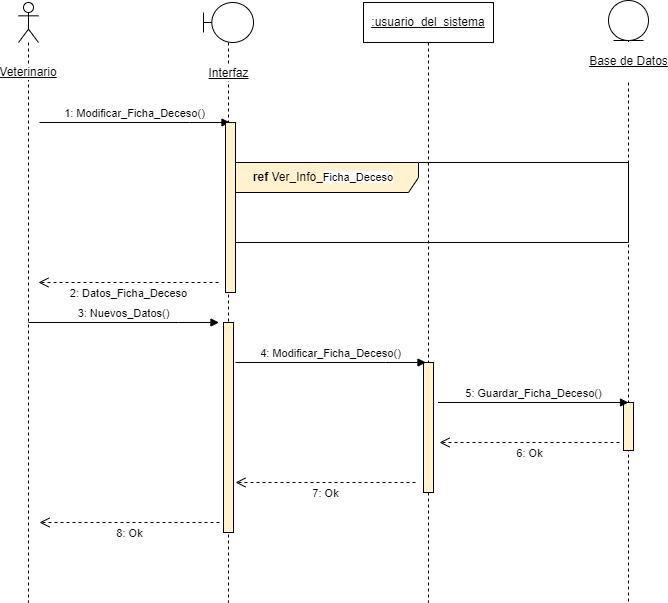 :usuario_del_sistema
Veterinario
Interfaz
Base de Datos
1: Modificar_Ficha_Deceso()
ref Ver_Info_Ficha_Deceso
2: Datos_Ficha_Deceso
3: Nuevos_Datos()
4: Modificar_Ficha_Deceso()
5: Guardar_Ficha_Deceso()
6: Ok
7: Ok
8: Ok